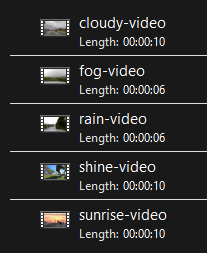 cloudy-video
Length: 00:00:10
fog-video
Length: 00:00:06
rain-video
Length: 00:00:06
shine-video
Length: 00:00:10
sunrise-video
Length: 00:00:10